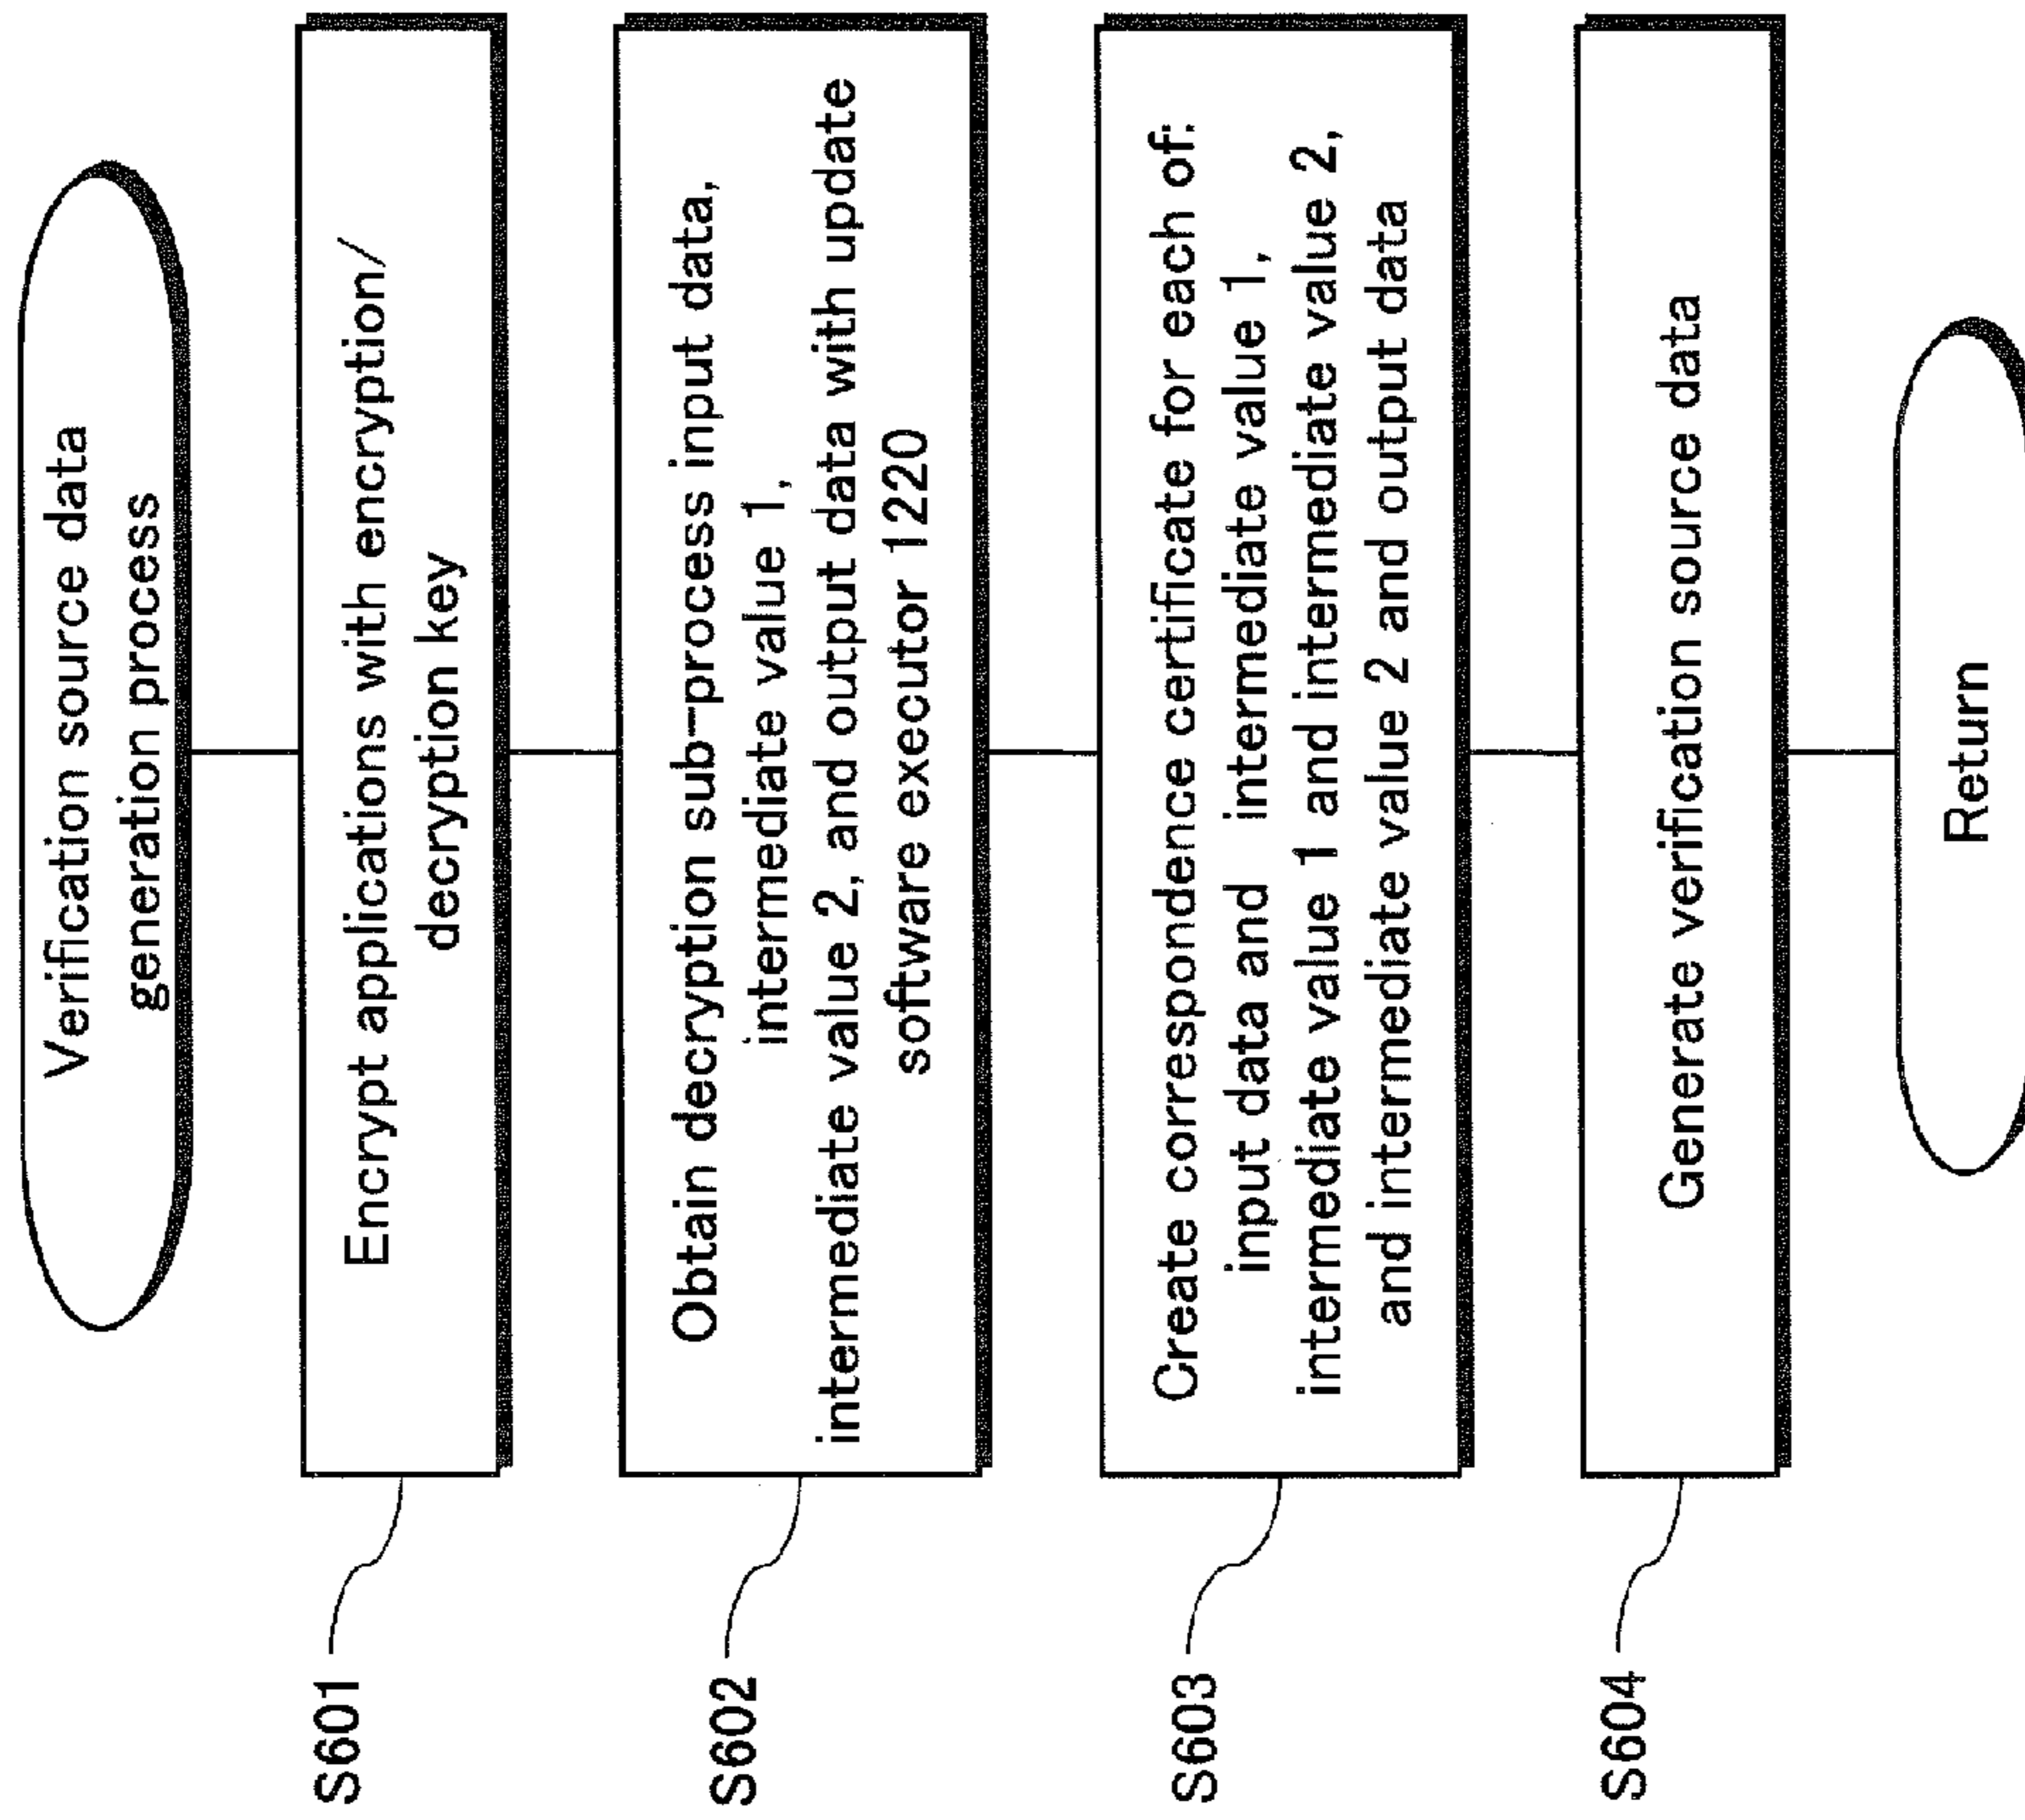 Verification source data
generation process
S601
Encrypt applications with encryption/
decryption key
S602
Obtain decryption sub-process input data,
intermediate value 1,
intermediate value 2, and output data with update
software executor 1220
S603
Create correspondence certificate for each of:
input data and intermediate value 1,
intermediate value 1 and intermediate value 2,
and intermediate value 2 and output data
S604
Generate verification source data
Return